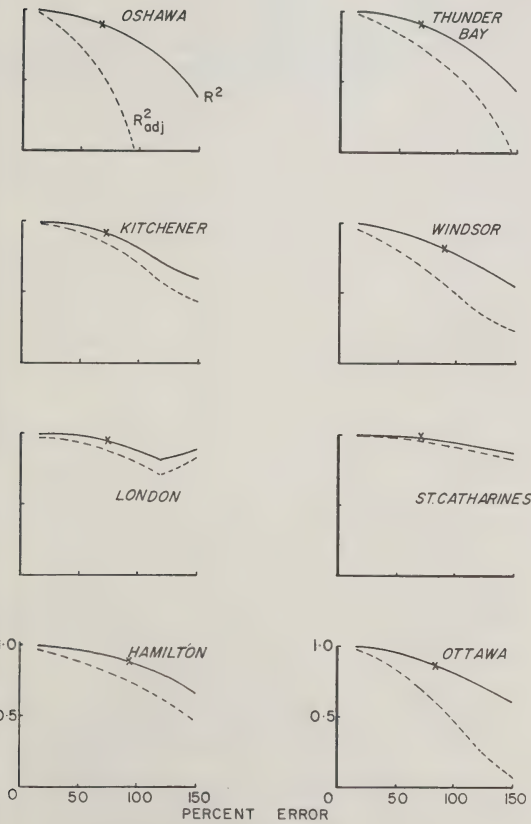 OSHAWA
R²
R²adj
THUNDER
BAY
KITCHENER
WINDSOR
LONDON
ST.CATHARINES
1.0
HAMILTON
0.5
0
50
100
150
1.0
OTTAWA
0.5
0
50
100
150
PERCENT ERROR